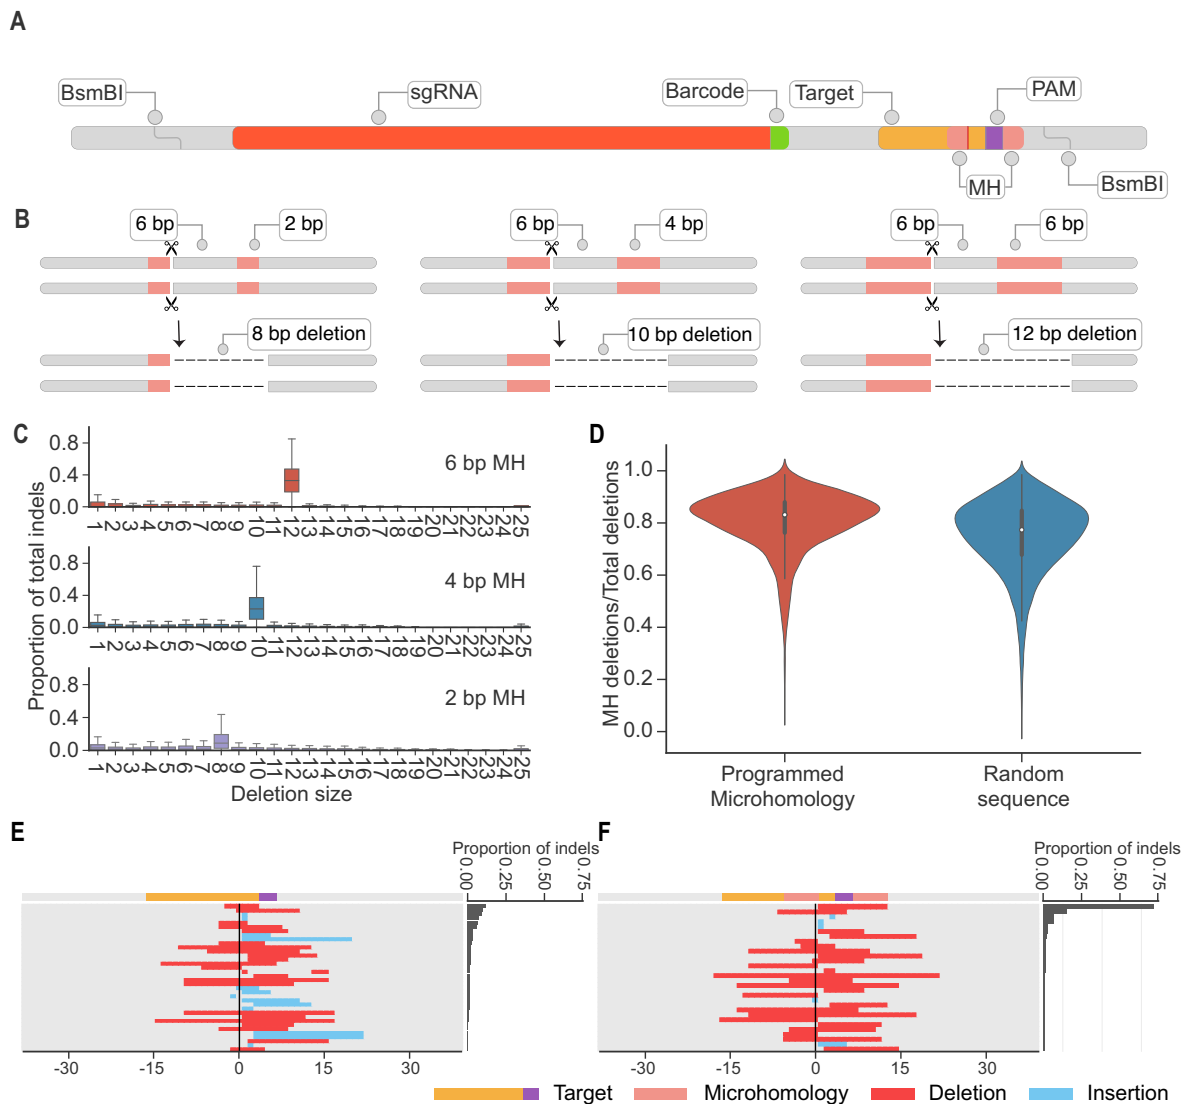 A
BsmBI
sgRNA
Barcode
Target
PAM
MH
BsmBI
B
6 bp
2 bp
6 bp
4 bp
6 bp
6 bp
8 bp deletion
10 bp deletion
12 bp deletion
C
Proportion of total indels
0.8
0.4
0.0
6 bp MH
1 2 3 4 5 6 7 8 9 10 11 12 13 14 15 16 17 18 19 20 21 22 23 24 25
0.8
0.4
0.0
4 bp MH
1 2 3 4 5 6 7 8 9 10 11 12 13 14 15 16 17 18 19 20 21 22 23 24 25
0.8
0.4
0.0
2 bp MH
1 2 3 4 5 6 7 8 9 10 11 12 13 14 15 16 17 18 19 20 21 22 23 24 25
Deletion size
D
MH deletions/Total deletions
1.0
0.8
0.6
0.4
0.2
0.0
Programmed
Microhomology
Random
sequence
E
Proportion of indels
0.00 0.25 0.50 0.75
-30 -15 0 15 30
F
Proportion of indels
0.00 0.25 0.50 0.75
-30 -15 0 15 30
Target
Microhomology
Deletion
Insertion